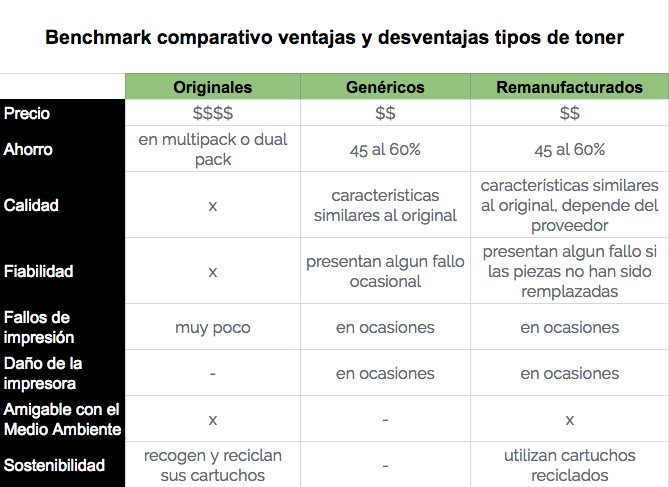 Benchmark comparativo ventajas y desventajas tipos de toner
Originales Genéricos Remanufacturados
Precio $$$$ $$ $$
Ahorro en multipack o dual pack 45 al 60% 45 al 60%
Calidad x características similares al original características similares al original, depende del proveedor
Fiabilidad x presentan algun fallo ocasional presentan algun fallo si las piezas no han sido remplazadas
Fallos de impresión muy poco en ocasiones en ocasiones
Daño de la impresora - en ocasiones en ocasiones
Amigable con el Medio Ambiente x - x
Sostenibilidad recogen y reciclan sus cartuchos - utilizan cartuchos reciclados